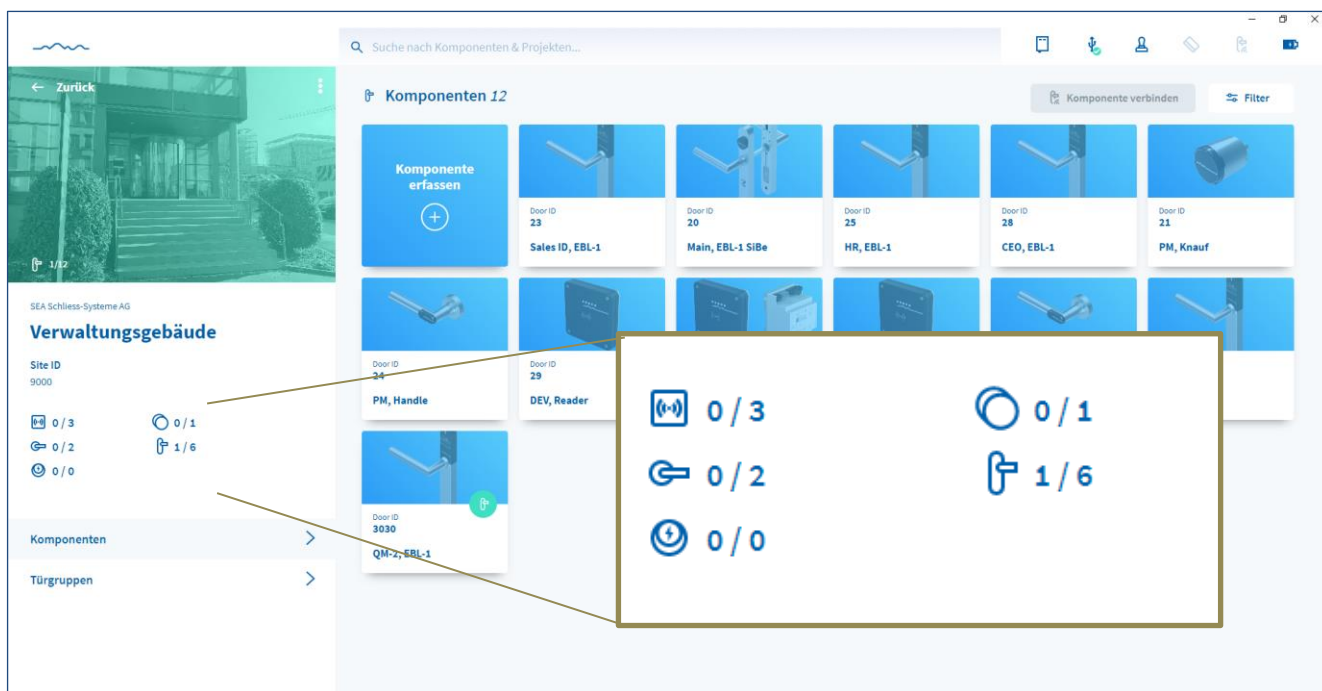 Suche nach Komponenten & Projekten...
← Zurück
1/12
SEA Schliess-Systeme AG
Verwaltungsgebäude
Site ID
9000
0 / 3
0 / 1
0 / 2
1 / 6
0 / 0
Komponenten
Türgruppen
Komponenten 12
Komponente verbinden
Filter
Komponente
erfassen
Door ID
23
Sales ID, EBL-1
Door ID
20
Main, EBL-1 SiBe
Door ID
25
HR, EBL-1
Door ID
28
CEO, EBL-1
Door ID
21
PM, Knauf
Door ID
24
PM, Handle
Door ID
29
DEV, Reader
Door ID
3030
QM-2, EBL-1
0 / 3
0 / 1
0 / 2
1 / 6
0 / 0